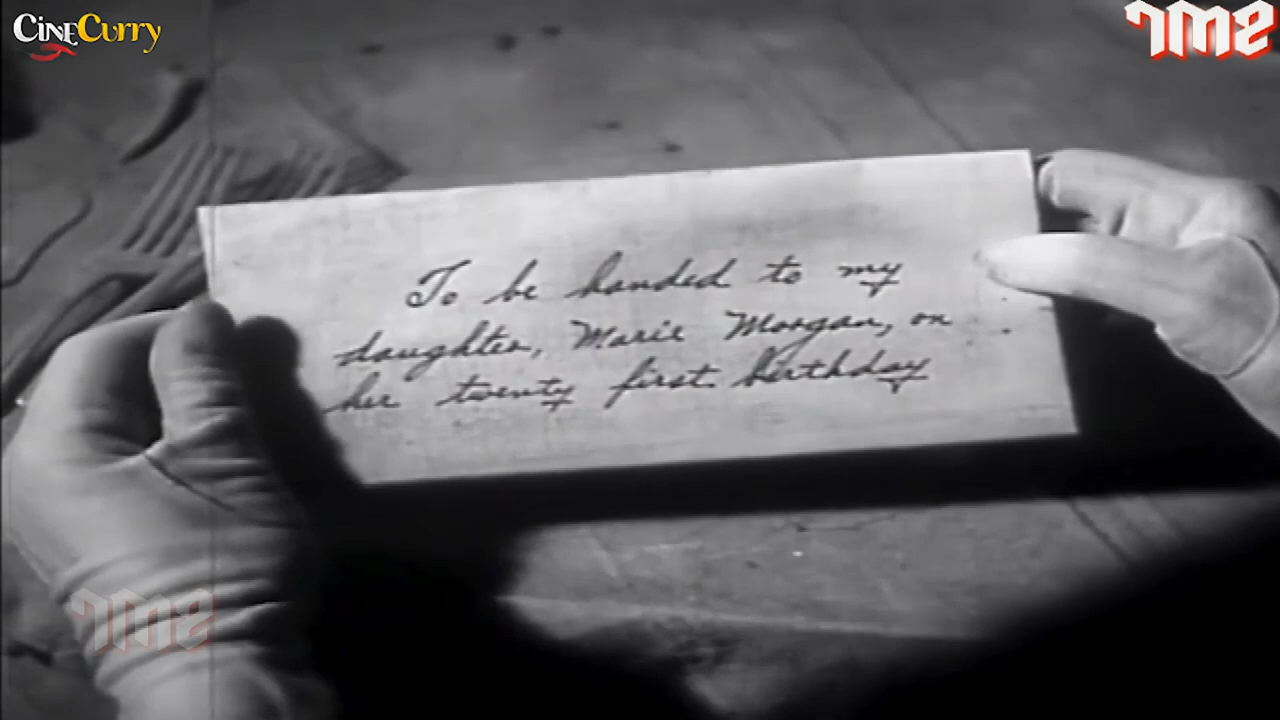 CineCurry
To be handed to my
daughter, Marie Morgan, on
her twenty first birthday